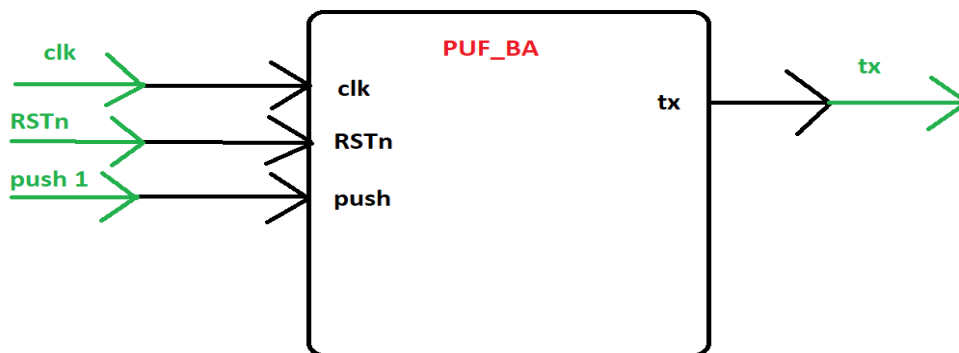 PUF_BA
clk
clk
tx
tx
RSTn
RSTn
push 1
push